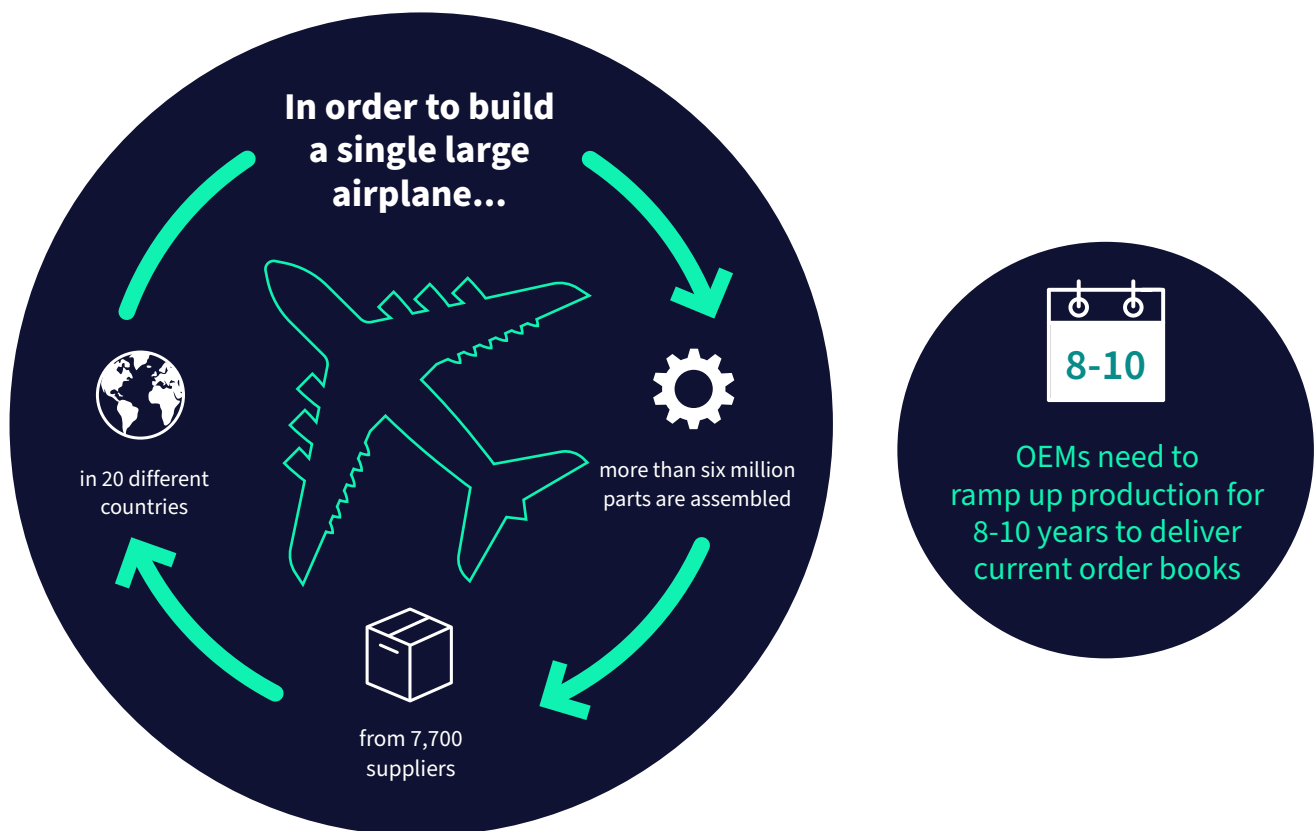 In order to build
a single large
airplane...
more than six million
parts are assembled
from 7,700
suppliers
in 20 different
countries
8-10
OEMs need to
ramp up production for
8-10 years to deliver
current order books